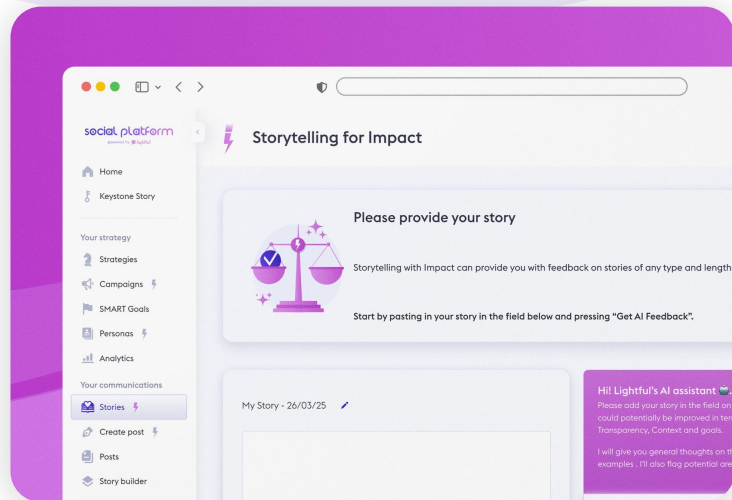 social platform
powered by lightful
Home
Keystone Story
Your strategy
Strategies
Campaigns
SMART Goals
Personas
Analytics
Your communications
Stories
Create post
Posts
Story builder
Storytelling for Impact
Please provide your story
Storytelling with Impact can provide you with feedback on stories of any type and length
Start by pasting in your story in the field below and pressing “Get AI Feedback”.
My Story - 26/03/25
Hi! Lightful's AI assistant
Please add your story in the field on
could potentially be improved in ter
Transparency, Context and goals.
I will give you general thoughts on th
examples . I'll also flag potential are